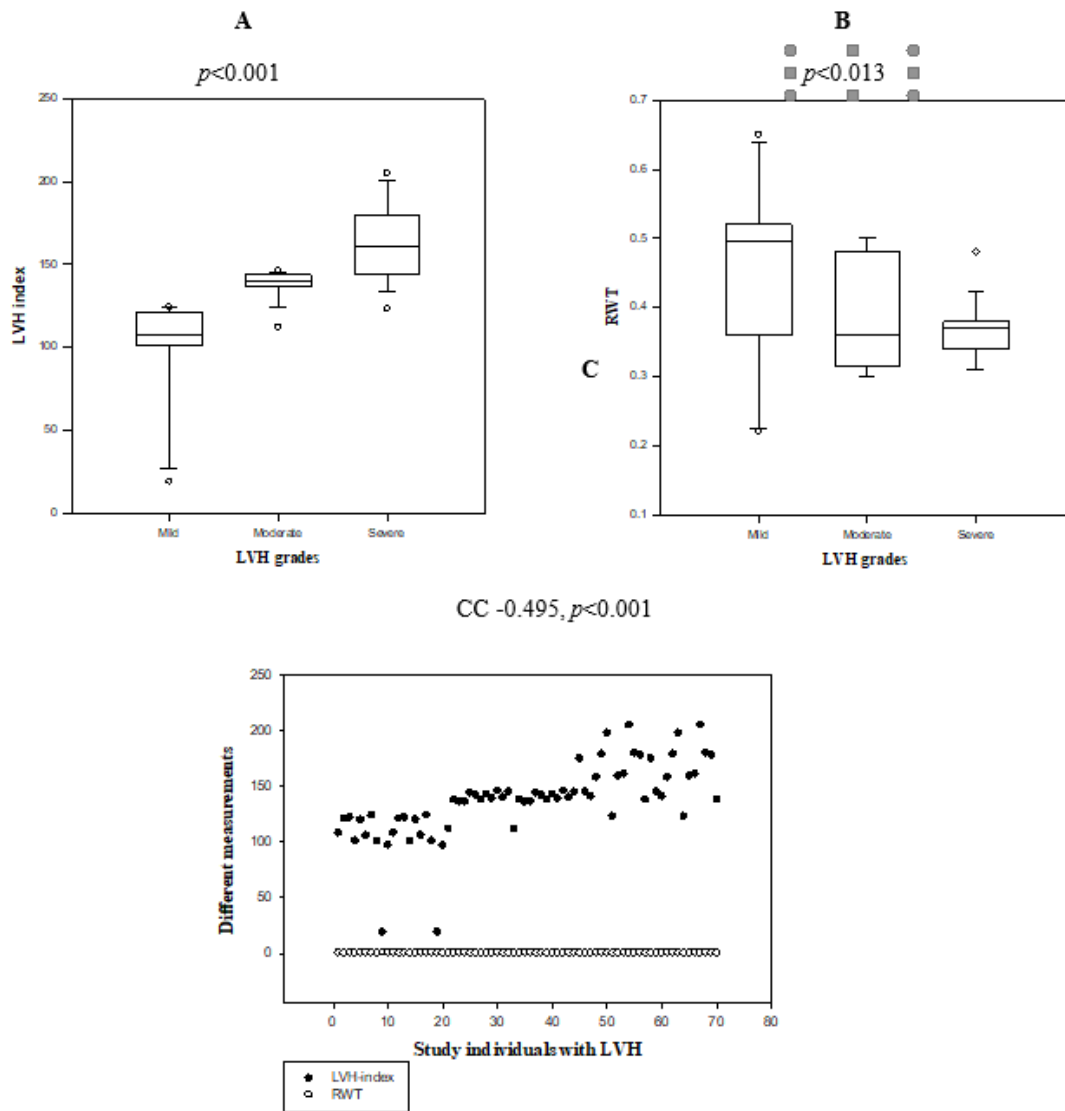 A
p<0.001
250
200
150
100
50
0
LVH index
Mild
Moderate
Severe
LVH grades
B
p<0.013
0.7
0.6
0.5
0.4
0.3
0.2
0.1
RWT
Mild
Moderate
Severe
LVH grades
C
CC -0.495, p<0.001
250
200
150
100
50
0
Different measurements
0 10 20 30 40 50 60 70 80
Study individuals with LVH
LVH-index
RWT